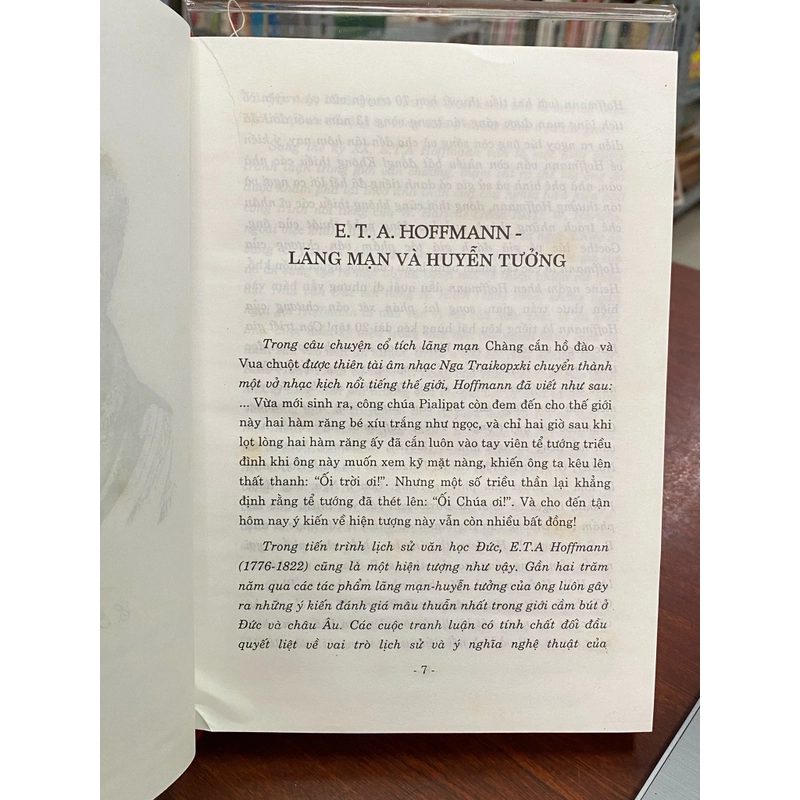 E. T. A. HOFFMANN -
LÃNG MẠN VÀ HUYỄN TƯỞNG
Trong câu chuyện cổ tích lãng mạn Chàng cắn hồ đào và
Vua chuột được thiên tài âm nhạc Nga Traikopxki chuyển thành
một vở nhạc kịch nổi tiếng thế giới, Hoffmann đã viết như sau:
... Vừa mới sinh ra, công chúa Pialipat còn đem đến cho thế giới
này hai hàm răng bé xíu trắng như ngọc, và chỉ hai giờ sau khi
lọt lòng hai hàm răng ấy đã cắn luôn vào tay viên tể tướng triều
đình khi ông này muốn xem kỹ mặt nàng, khiến ông ta kêu lên
thất thanh: “Ối trời ơi!”. Nhưng một số triều thần lại khẳng
định rằng tể tướng đã thét lên: “Ối Chúa ơi!”. Và cho đến tận
hôm nay ý kiến về hiện tượng này vẫn còn nhiều bất đồng!
Trong tiến trình lịch sử văn học Đức, E.T.A Hoffmann
(1776-1822) cũng là một hiện tượng như vậy. Gần hai trăm
năm qua các tác phẩm lãng mạn-huyễn tưởng của ông luôn gây
ra những ý kiến đánh giá mâu thuẫn nhất trong giới cầm bút ở
Đức và châu Âu. Các cuộc tranh luận có tính chất đối đầu
quyết liệt về vai trò lịch sử và ý nghĩa nghệ thuật của
- 7 -